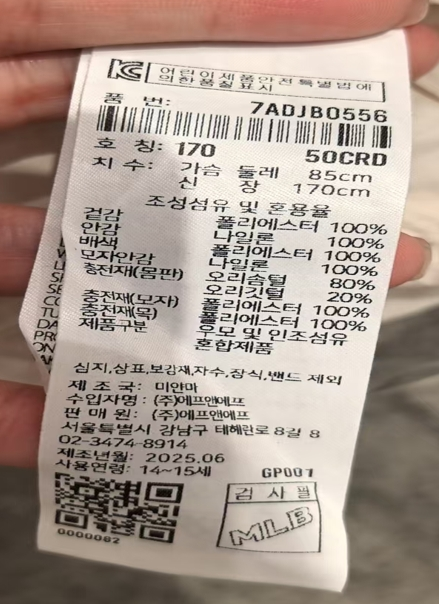 KC 어린이제품안전특별법에
의한품질표시
품 번: 7ADJB0556
호 칭: 170 50CRD
치 수: 가슴 둘레 85cm
신 장 170cm
조성섬유 및 혼용율
겉감 폴리에스터 100%
안감 나일론 100%
배색 폴리에스터 100%
모자안감 나일론 100%
충전재(몸판) 오리솜털 80%
오리깃털 20%
충전재(모자) 폴리에스터 100%
충전재(목) 폴리에스터 100%
제품구분 우모 및 인조섬유
혼합제품
심지,상표,보강재,자수,장식,밴드 제외
제 조 국: 미얀마
수입자명: (주)에프앤에프
판 매 원: (주)에프앤에프
서울특별시 강남구 테헤란로 8길 8
02-3474-8914
제조년월: 2025.06
사용연령: 14~15세
GP001
검 사 필
MLB
0000082